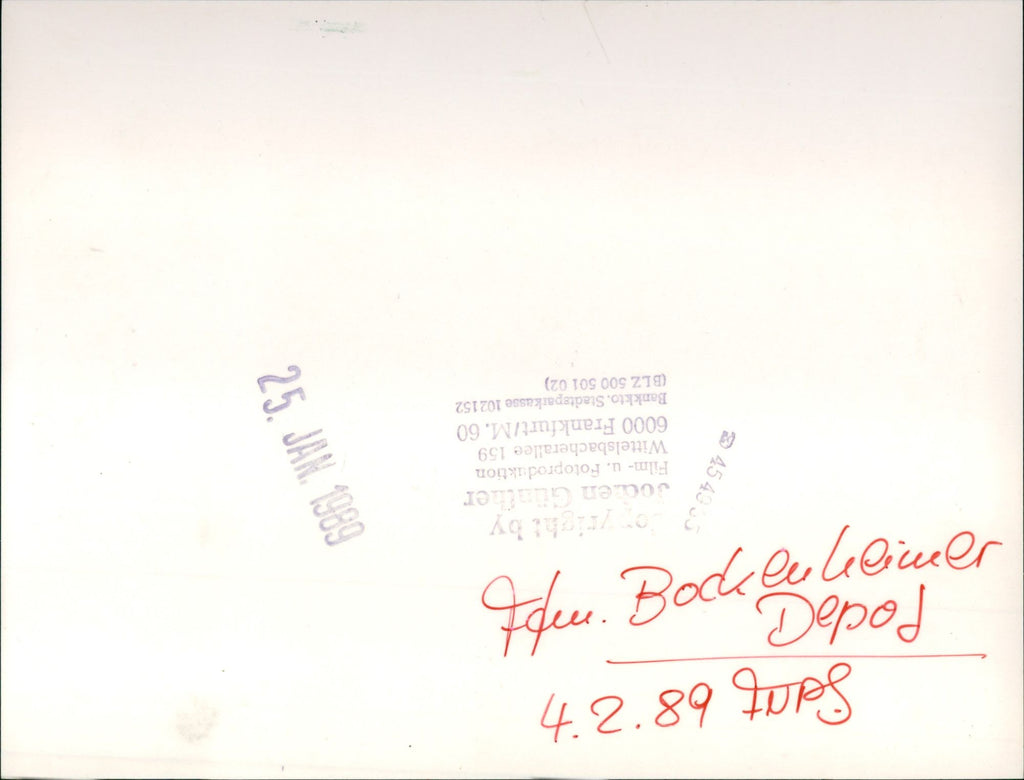 25. JAN. 1989
Copyright by
Jochen Günther
Film- u. Fotoproduktion
Wittelsbacherallee 159
6000 Frankfurt/M. 60
Bankkto. Stadtsparkasse 102152
(BLZ 500 501 02)
Ffm. Bockenheimer
Depot
4.2.89